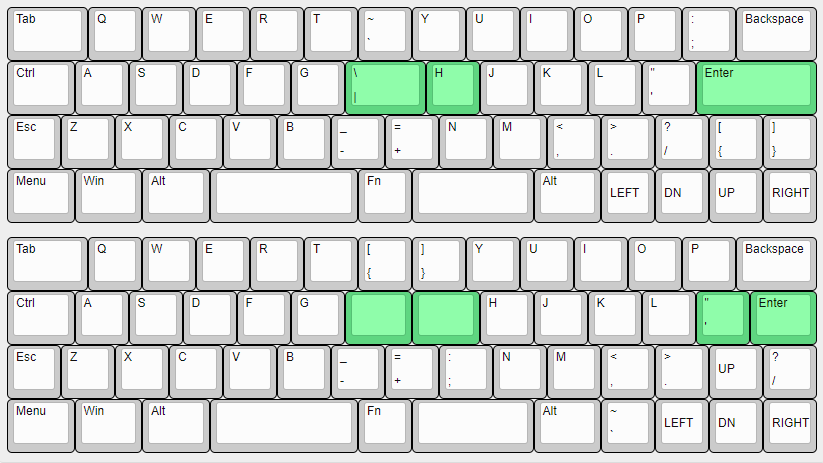 Tab Q W E R T ~ Y U I O P : Backspace
` ;
Ctrl A S D F G \ H J K L " Enter
| '
Esc Z X C V B _ = N M < > ? [ ]
- + , . / { }
Menu Win Alt Fn Alt LEFT DN UP RIGHT
Tab Q W E R T [ ] Y U I O P Backspace
{ }
Ctrl A S D F G H J K L " Enter
'
Esc Z X C V B _ = : N M < > UP ?
- + ; , . /
Menu Win Alt Fn Alt ~ LEFT DN RIGHT
`